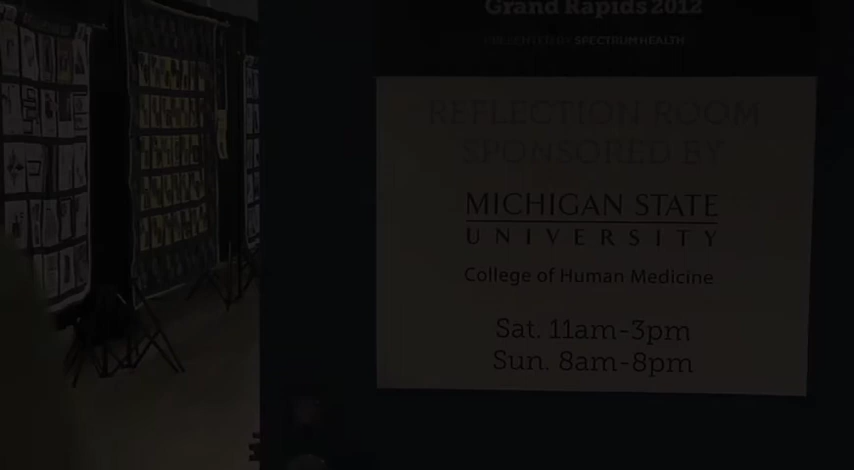 Grand Rapids 2012
PRESENTED BY SPECTRUM HEALTH
REFLECTION ROOM
SPONSORED BY
MICHIGAN STATE
UNIVERSITY
College of Human Medicine
Sat. 11am-3pm
Sun. 8am-8pm